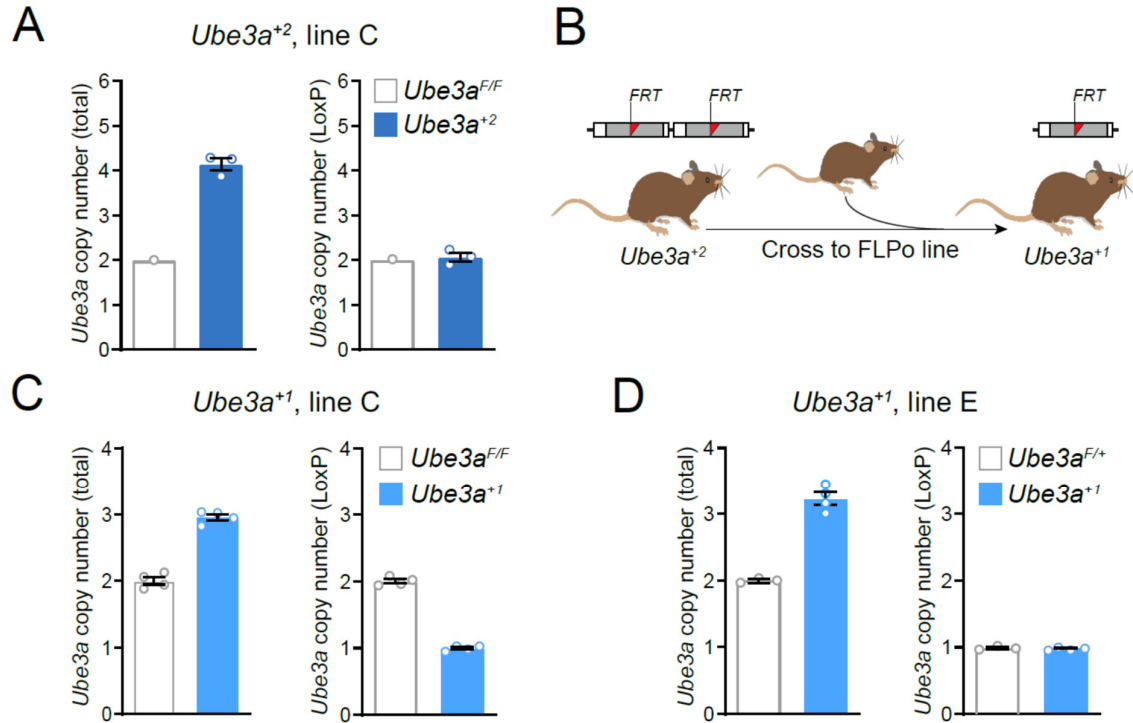 A
Ube3a+2, line C
Ube3a copy number (total)
6
5
4
3
2
1
0
Ube3a copy number (LoxP)
6
5
4
3
2
1
0
Ube3aF/F
Ube3a+2
B
FRT
FRT
FRT
Ube3a+2
Cross to FLPo line
Ube3a+1
C
Ube3a+1, line C
Ube3a copy number (total)
4
3
2
1
0
Ube3a copy number (LoxP)
4
3
2
1
0
Ube3aF/F
Ube3a+1
D
Ube3a+1, line E
Ube3a copy number (total)
4
3
2
1
0
Ube3a copy number (LoxP)
4
3
2
1
0
Ube3aF/+
Ube3a+1